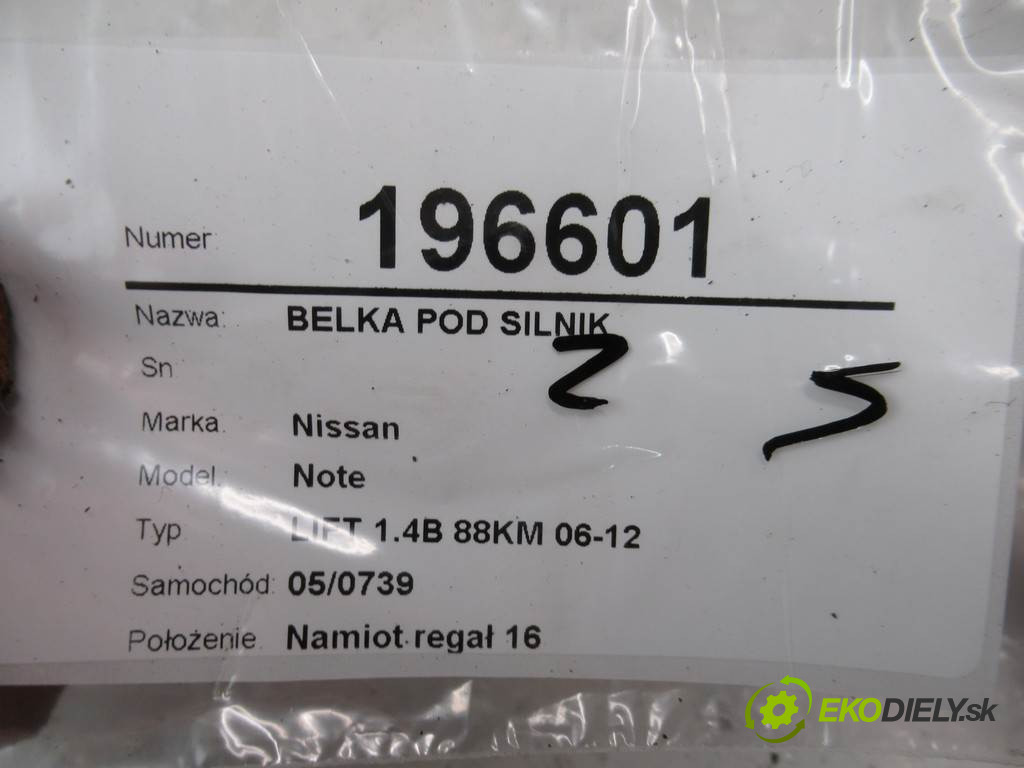 Numer: 196601
Nazwa: BELKA POD SILNIK
Sn
Marka: Nissan
Model: Note
Typ LIFT 1.4B 88KM 06-12
Samochód: 05/0739
Położenie: Namiot regał 16
EKODIELY.sk